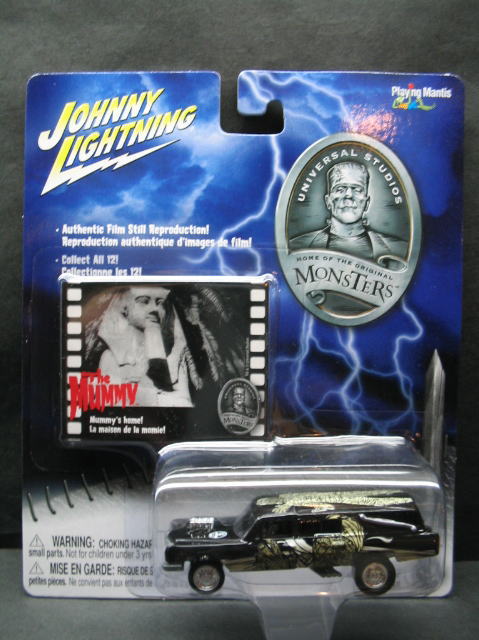 JOHNNY
LIGHTNING
Playing Mantis
UNIVERSAL STUDIOS
HOME OF THE ORIGINAL
MONSTERS
• Authentic Film Still Reproduction!
Reproduction authentique d'images de film!
• Collect All 12!
Collectionne les 12!
The
MUMMY
Mummy's home!
La maison de la momie!
MONSTERS
WARNING: CHOKING HAZAR
small parts. Not for children under 3 yrs
MISE EN GARDE: RISQUE DE S
petites pièces. Ne convient pas aux enfants de